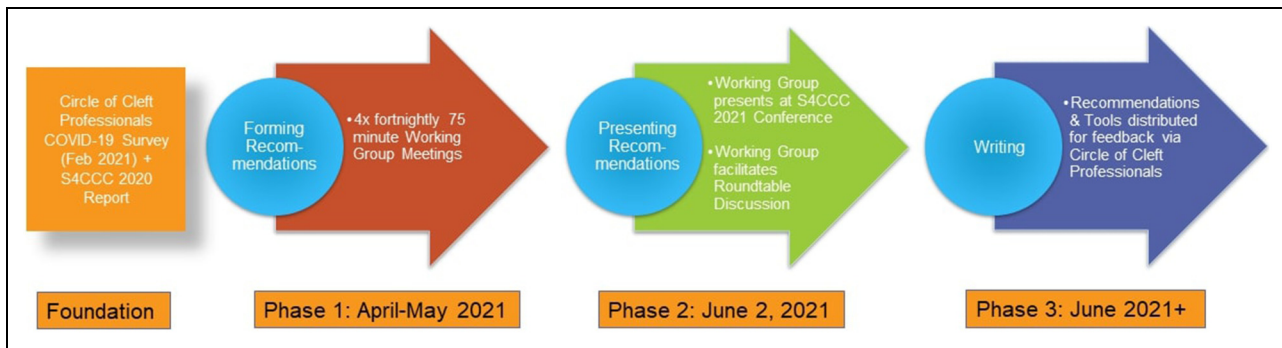 Circle of Cleft
Professionals
COVID-19 Survey
(Feb 2021) +
S4CCC 2020
Report
Foundation
Forming
Recom-
mendations
•4x fortnightly 75
minute Working
Group Meetings
Phase 1: April-May 2021
Presenting
Recom-
mendations
•Working Group
presents at S4CCC
2021 Conference
•Working Group
facilitates
Roundtable
Discussion
Phase 2: June 2, 2021
Writing
•Recommendations
& Tools distributed
for feedback via
Circle of Cleft
Professionals
Phase 3: June 2021+